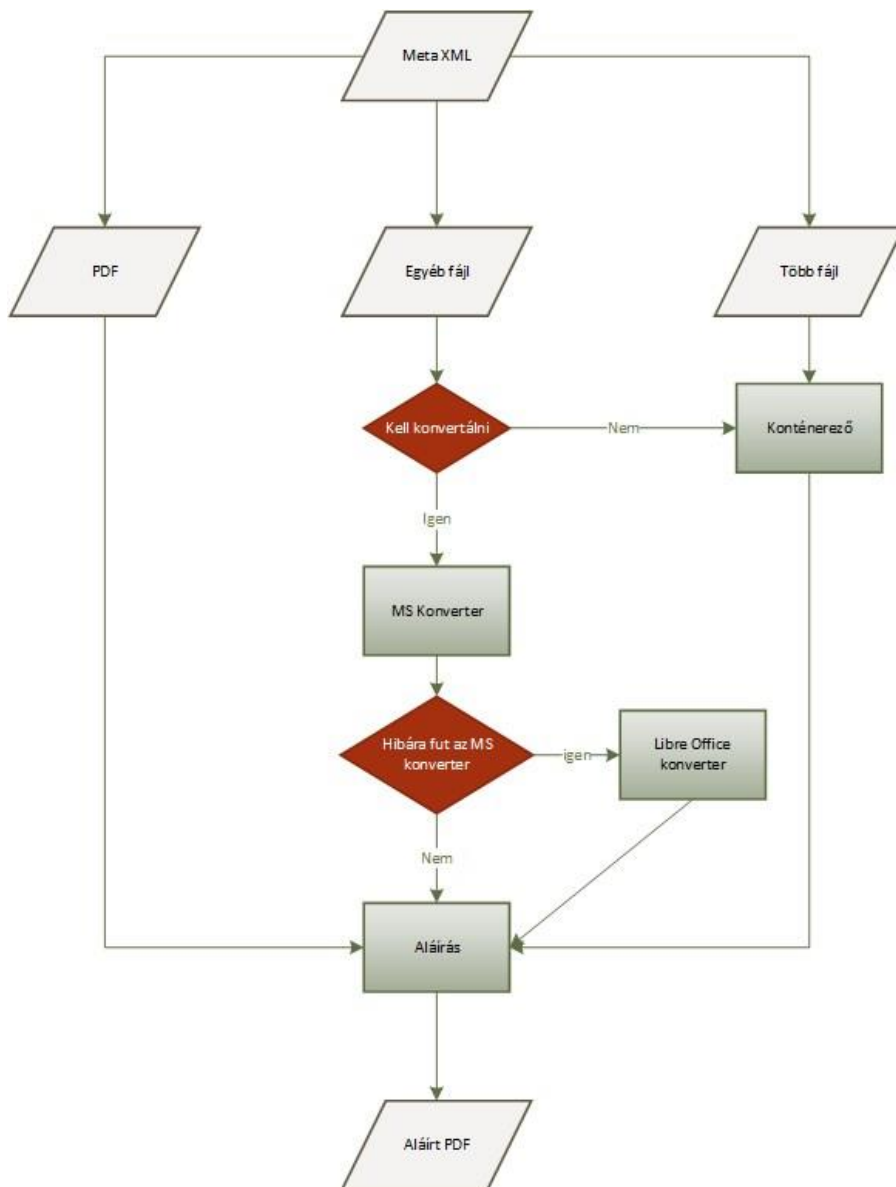 Meta XML
PDF
Egyéb fájl
Több fájl
Kell konvertálni
Nem
Konténerező
Igen
MS Konverter
Hibára fut az MS
konverter
igen
Libre Office
konverter
Nem
Aláírás
Aláírt PDF